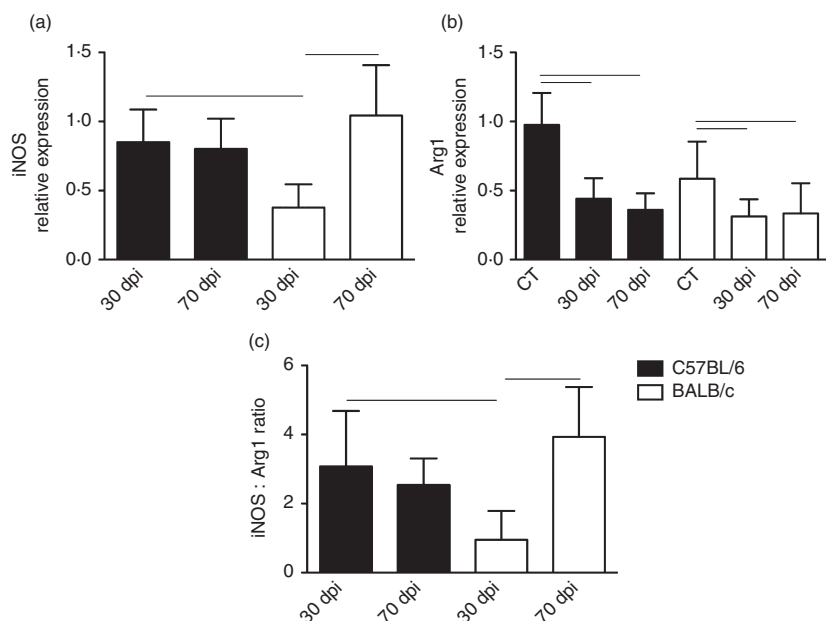 (a)
1·5
1·0
0·5
0·0
iNOS
relative expression
30 dpi
70 dpi
30 dpi
70 dpi
(b)
1·5
1·0
0·5
0·0
Arg1
relative expression
CT
30 dpi
70 dpi
CT
30 dpi
70 dpi
(c)
6
4
2
0
iNOS : Arg1 ratio
30 dpi
70 dpi
30 dpi
70 dpi
C57BL/6
BALB/c